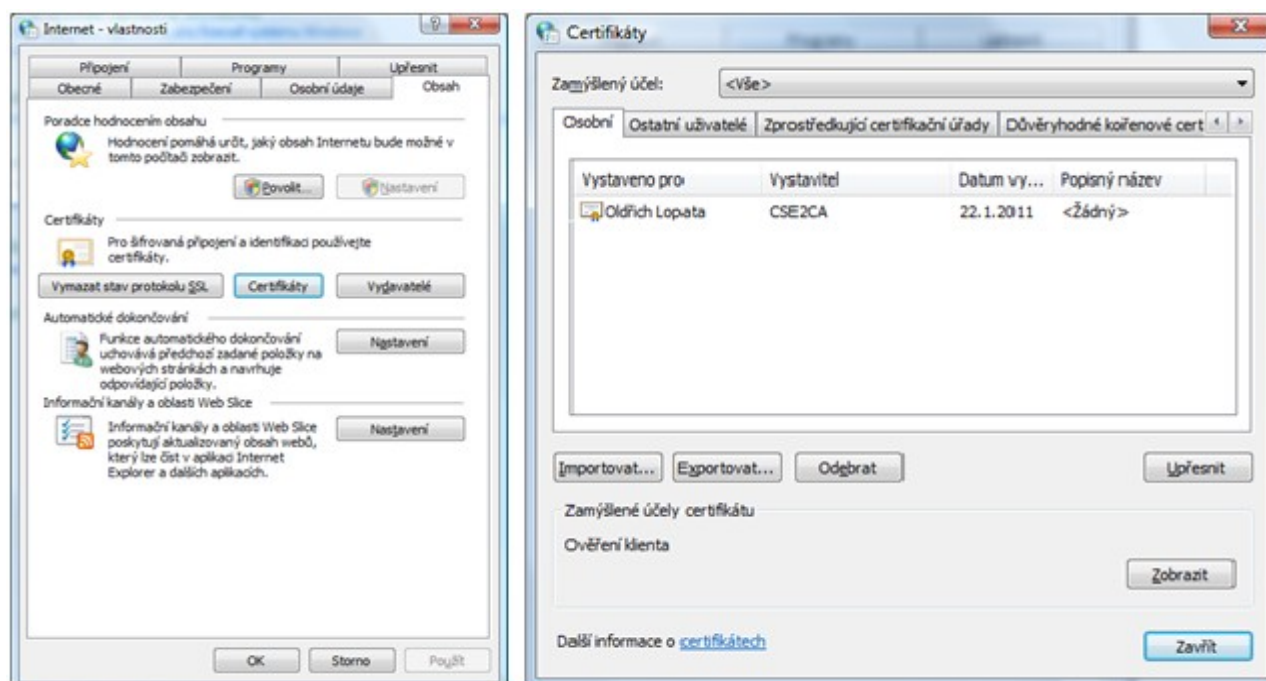 Internet - vlastnosti
Připojení Programy Upřesnit
Obecné Zabezpečení Osobní údaje Obsah
Poradce hodnocením obsahu
Hodnocení pomáhá určit, jaký obsah Internetu bude možné v
tomto počítač zobrazit.
Povolit... Nastavení
Certifikáty
Pro šifrovaná připojení a identifikaci používejte
certifikáty.
Vymazat stav protokolu SSL Certifikáty Vydavatelé
Automatické dokončování
Funkce automatického dokončování
uchovává předchozí zadané položky na
webových stránkách a navrhuje
odpovídající položky.
Nastavení
Informační kanály a oblasti Web Slice
Informační kanály a oblasti Web Slice
poskytují aktualizovaný obsah webů,
který lze číst v aplikaci Internet
Explorer a dalších aplikacích.
Nastavení
OK Storno Použít
Certifikáty
Zamýšlený účel: <Vše>
Osobní Ostatní uživatelé Zprostředkující certifikační úřady Důvěryhodné kořenové cert
Vystaveno pro Vystavitel Datum vy... Popisný název
Oldřich Lopata CSE2CA 22.1.2011 <Žádný>
Importovat... Exportovat... Odebrat Upřesnit
Zamýšlené účely certifikátu
Ověření klienta
Zobrazit
Další informace o certifikátech
Zavřít